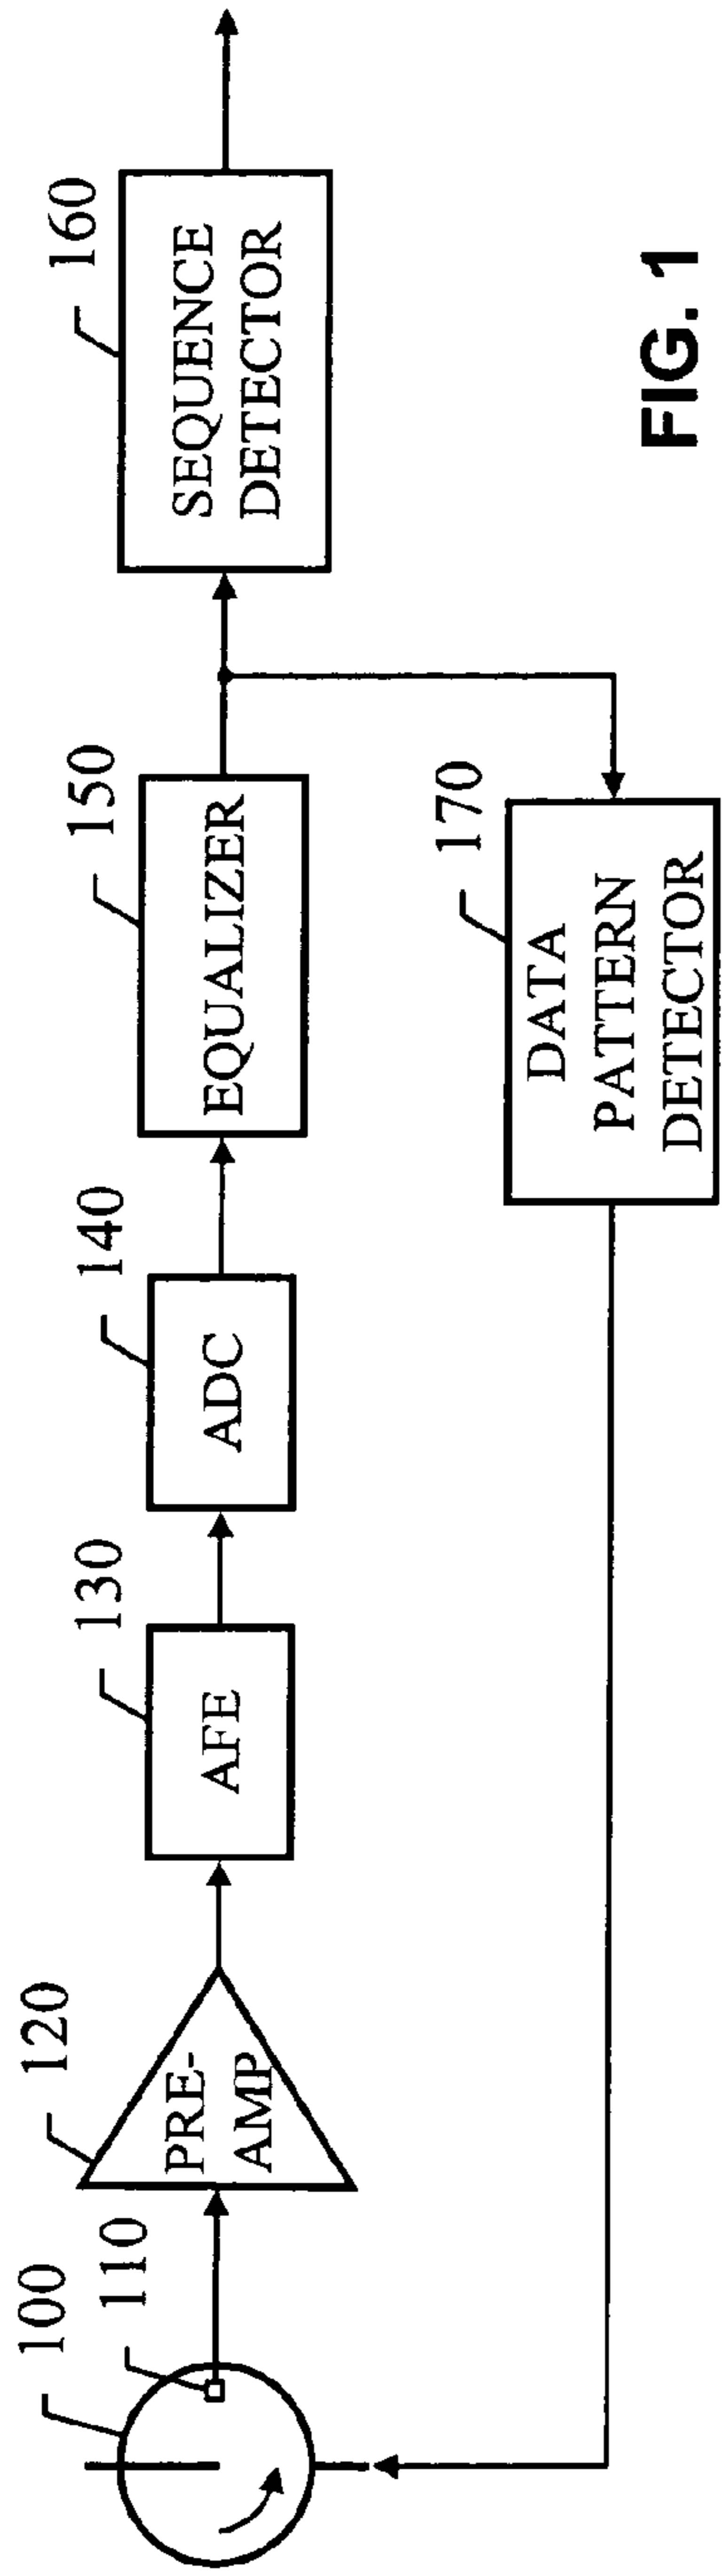 100
110
120
PRE-
AMP
130
AFE
140
ADC
150
EQUALIZER
160
SEQUENCE
DETECTOR
170
DATA
PATTERN
DETECTOR
FIG. 1